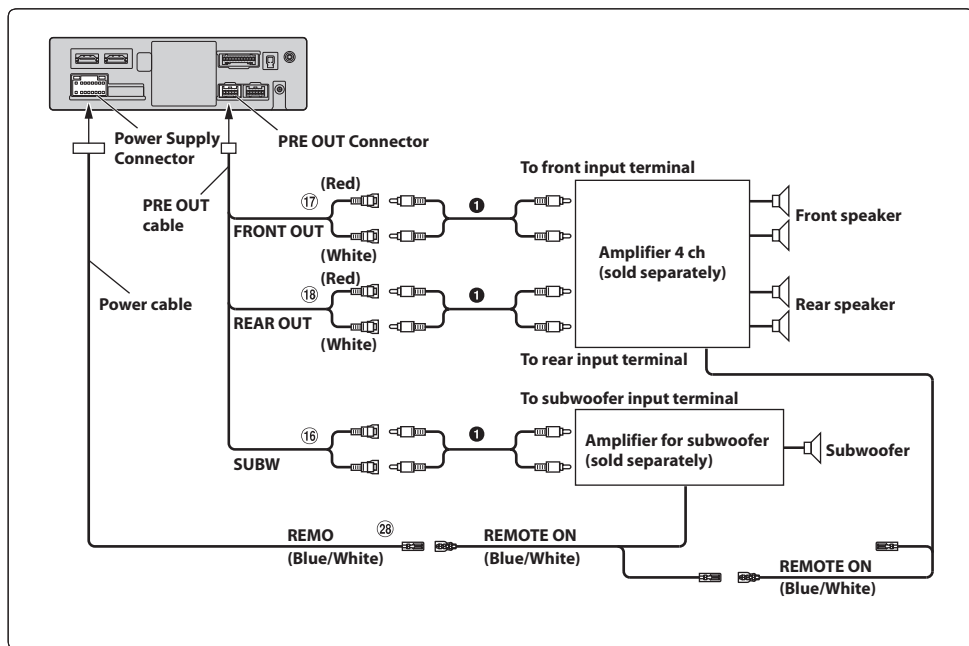 Power Supply
Connector
PRE OUT Connector
PRE OUT
cable
Power cable
(Red)
⑰
FRONT OUT
(White)
❶
To front input terminal
Amplifier 4 ch
(sold separately)
Front speaker
(Red)
⑱
REAR OUT
(White)
❶
Rear speaker
To rear input terminal
To subwoofer input terminal
⑯
SUBW
❶
Amplifier for subwoofer
(sold separately)
Subwoofer
REMO
㉘
(Blue/White)
REMOTE ON
(Blue/White)
REMOTE ON
(Blue/White)